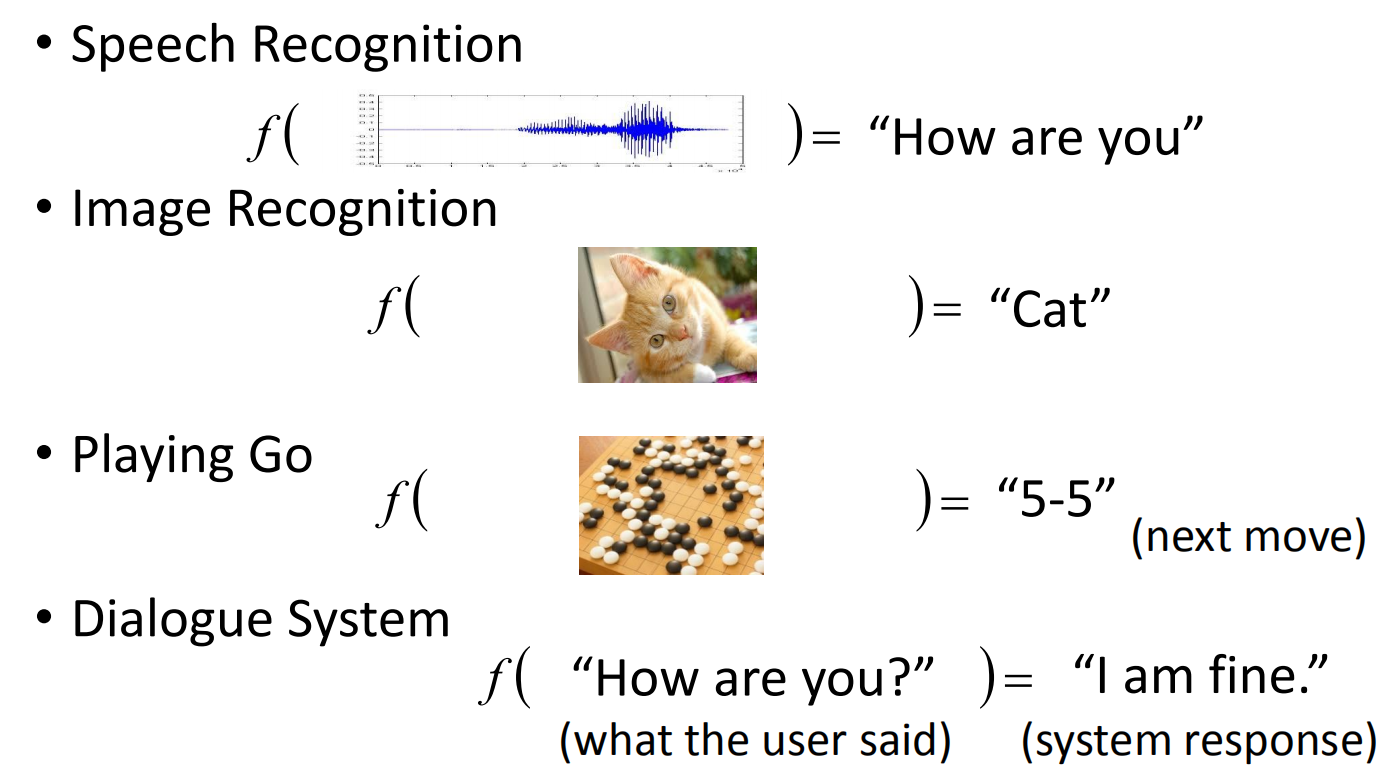 • Speech Recognition
f( )= “How are you”
• Image Recognition
f( )= “Cat”
• Playing Go
f( )= “5-5”
(next move)
• Dialogue System
f( “How are you?” )= “I am fine.”
(what the user said) (system response)